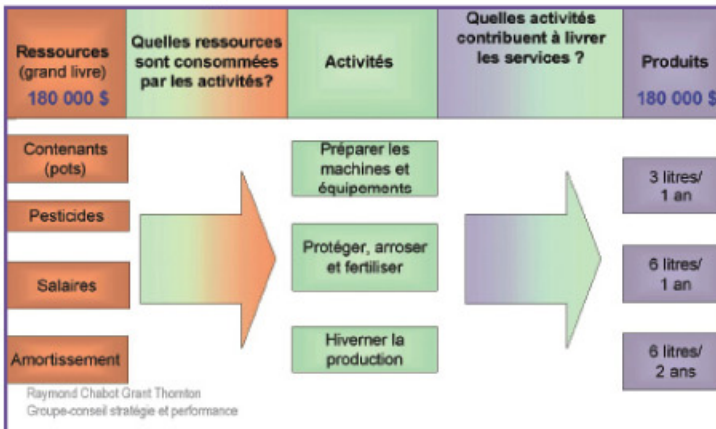 Ressources
(grand livre)
180 000 $
Quelles ressources
sont consommées
par les activités?
Activités
Quelles activités
contribuent à livrer
les services ?
Produits
180 000 $
Contenants
(pots)
Pesticides
Salaires
Amortissement
Préparer les
machines et
équipements
Protéger, arroser
et fertiliser
Hiverner la
production
3 litres/
1 an
6 litres/
1 an
6 litres/
2 ans
Raymond Chabot Grant Thornton
Groupe-conseil stratégie et performance